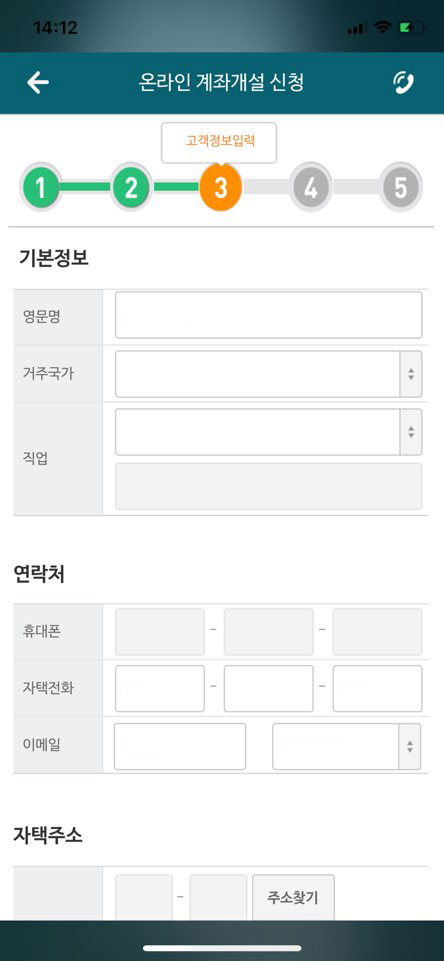 14:12
온라인 계좌개설 신청
고객정보입력
1 2 3 4 5
기본정보
영문명
거주국가
직업
연락처
휴대폰 - -
자택전화 - -
이메일
자택주소
- 주소찾기